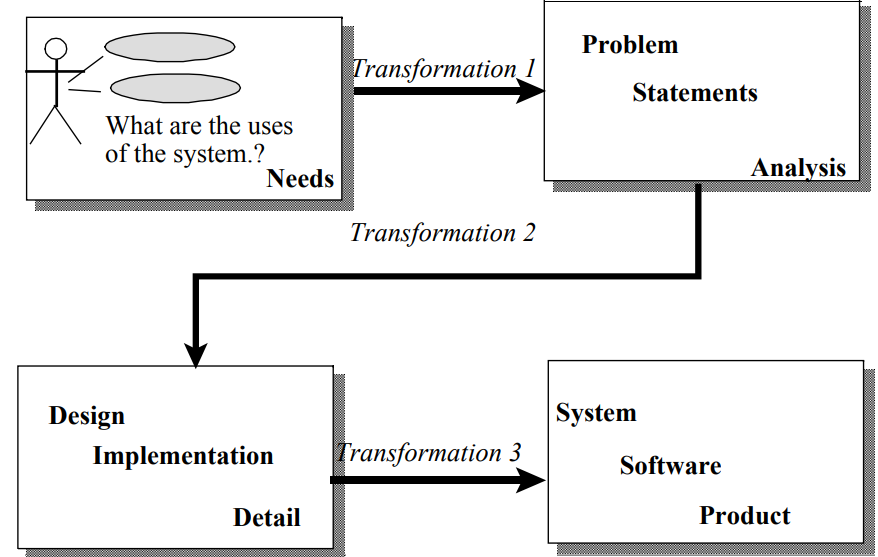 What are the uses
of the system.?
Needs
Transformation 1
Problem
Statements
Analysis
Transformation 2
Design
Implementation
Detail
Transformation 3
System
Software
Product